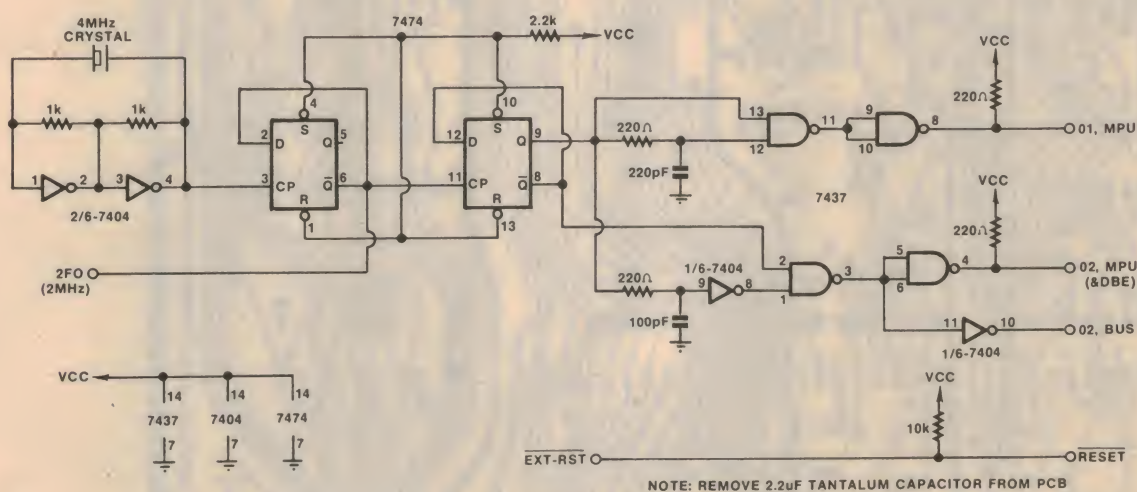 4MHz
CRYSTAL
1k
1k
1
2
3
4
2/6-7404
2FO
(2MHz)
7474
2.2k
VCC
4
S
2
D
Q
5
3
CP
Q̅
6
R
1
10
S
12
D
Q
9
11
CP
Q̅
8
R
13
220Ω
220pF
13
12
11
9
10
8
7437
VCC
220Ω
01, MPU
220Ω
100pF
1/6-7404
9
8
2
1
3
5
6
4
VCC
220Ω
02, MPU
(&DBE)
11
10
02, BUS
1/6-7404
VCC
14
14
14
7437
7404
7474
7
7
7
VCC
10k
EXT-RST
RESET
NOTE: REMOVE 2.2uF TANTALUM CAPACITOR FROM PCB